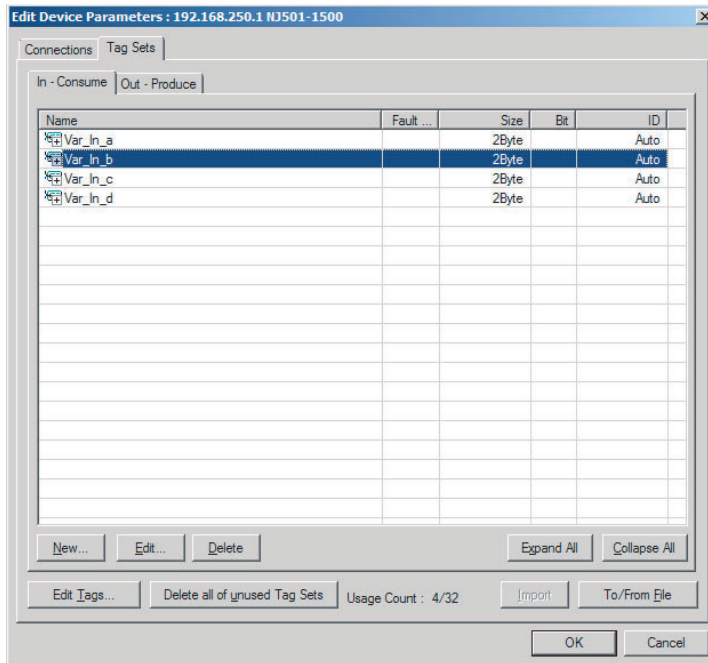 Edit Device Parameters : 192.168.250.1 NJ501-1500
Connections Tag Sets
In - Consume Out - Produce
Name Fault ... Size Bit ID
Var_In_a 2Byte Auto
Var_In_b 2Byte Auto
Var_In_c 2Byte Auto
Var_In_d 2Byte Auto
New... Edit... Delete Expand All Collapse All
Edit Tags... Delete all of unused Tag Sets Usage Count : 4/32 Import To/From File
OK Cancel